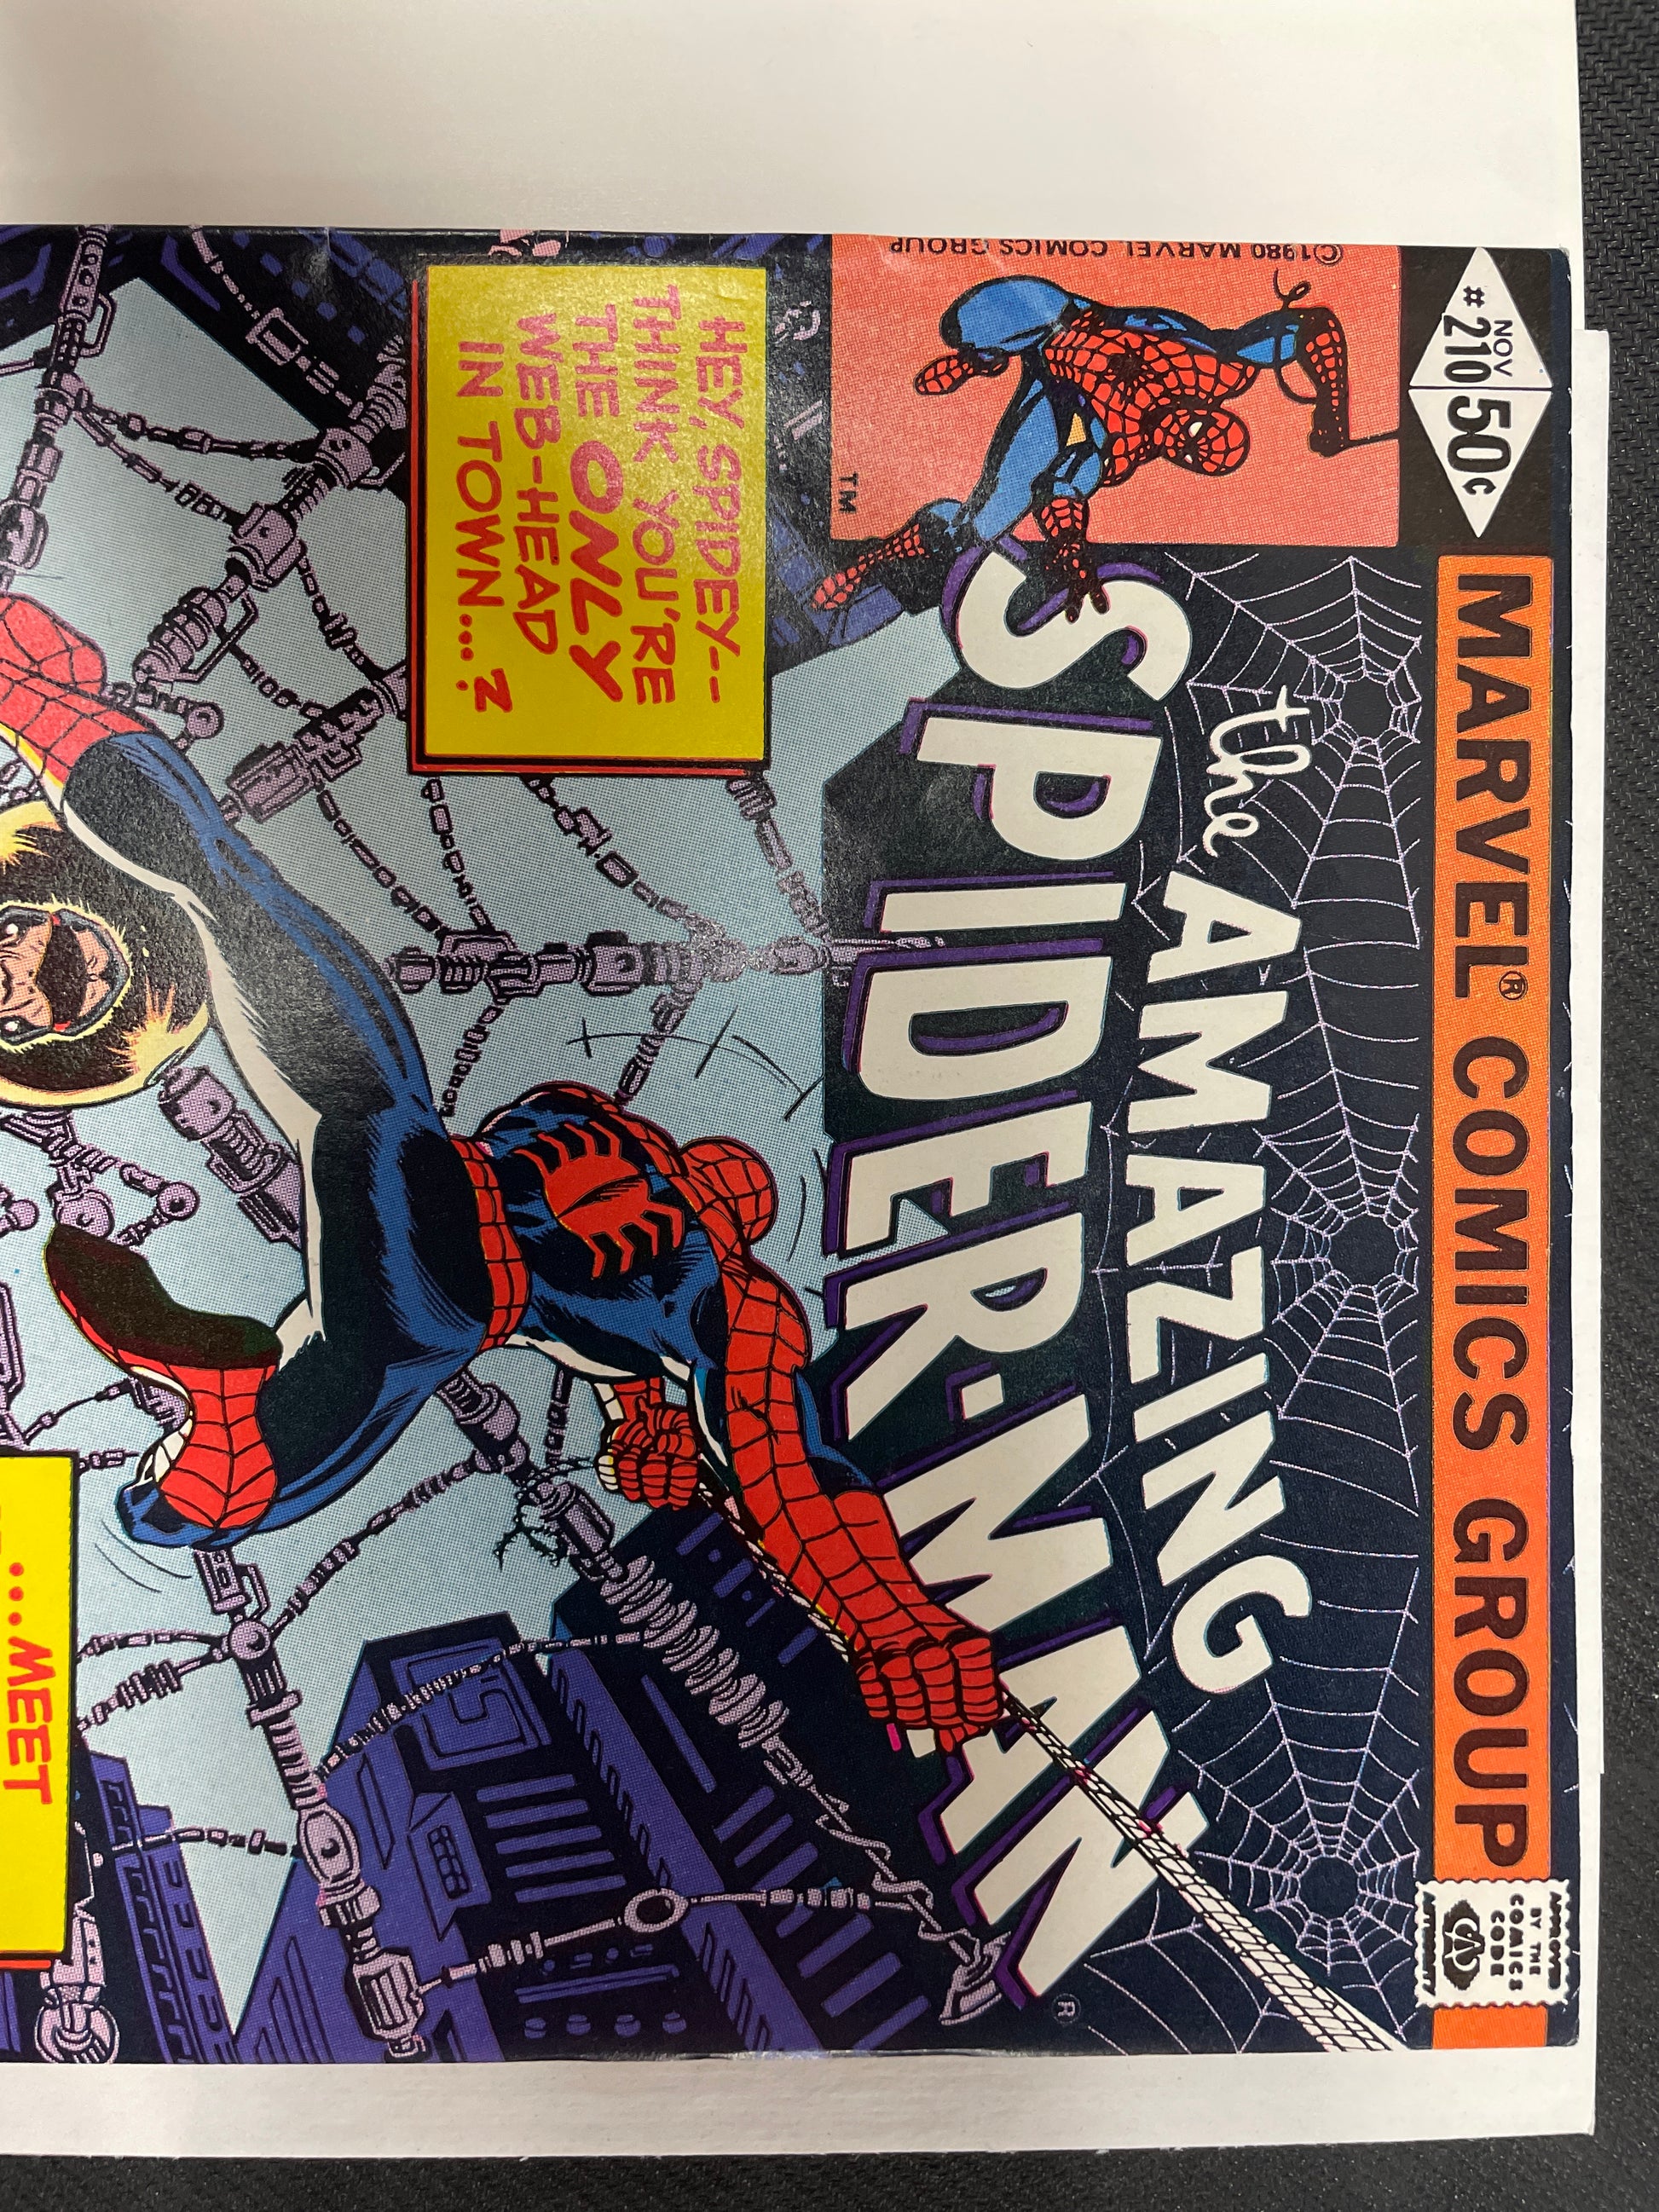 MARVEL® COMICS GROUP
NOV
#210
50¢
APPROVED
BY THE
COMICS
CODE
AUTHORITY
the AMAZING
SPIDER-MAN®
TM
©1980 MARVEL COMICS GROUP
HEY, SPIDEY--
THINK YOU'RE
THE ONLY
WEB-HEAD
IN TOWN...?
...MEET